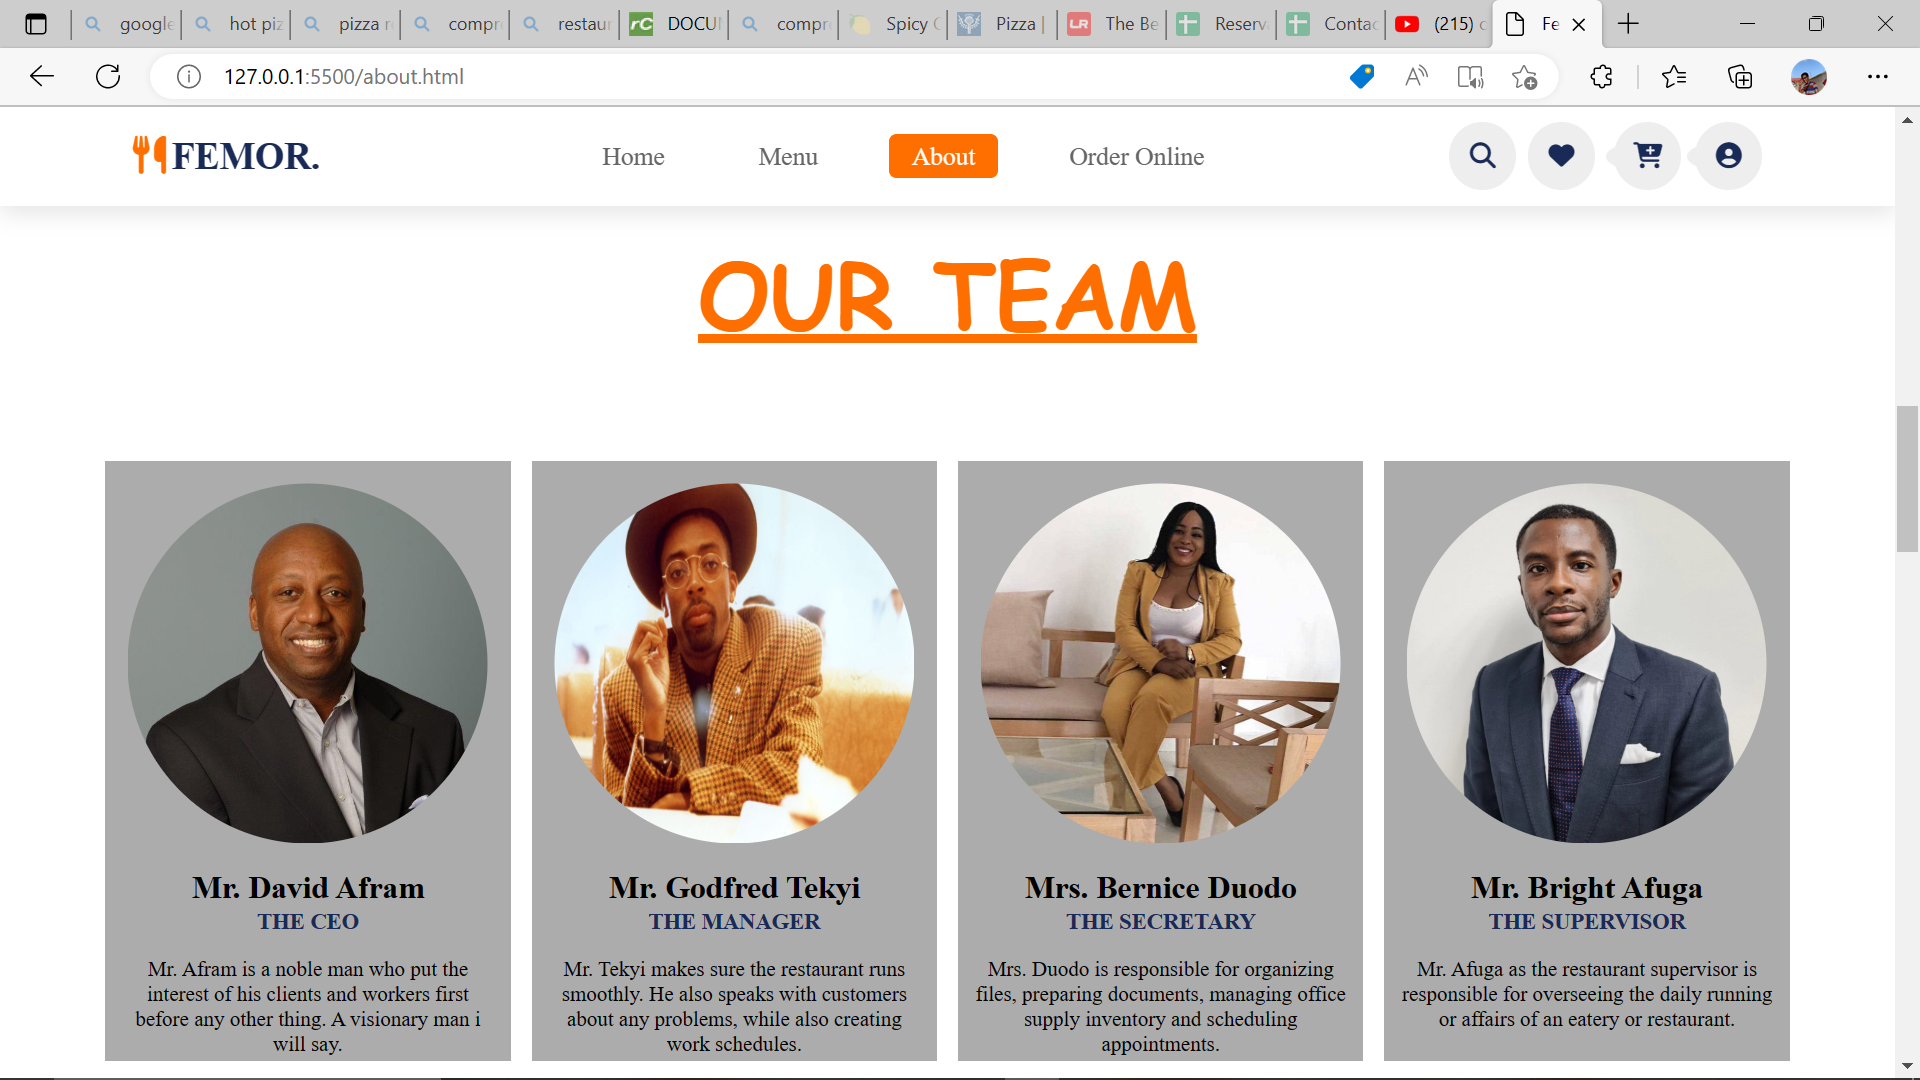 google
hot piz
pizza r
compr
restaur
rC DOCU
compr
Spicy
Pizza |
LR The Be
Reserv
Contac
(215)
Fe
127.0.0.1:5500/about.html
FEMOR.
Home
Menu
About
Order Online
OUR TEAM
Mr. David Afram
THE CEO
Mr. Afram is a noble man who put the
interest of his clients and workers first
before any other thing. A visionary man i
will say.
Mr. Godfred Tekyi
THE MANAGER
Mr. Tekyi makes sure the restaurant runs
smoothly. He also speaks with customers
about any problems, while also creating
work schedules.
Mrs. Bernice Duodo
THE SECRETARY
Mrs. Duodo is responsible for organizing
files, preparing documents, managing office
supply inventory and scheduling
appointments.
Mr. Bright Afuga
THE SUPERVISOR
Mr. Afuga as the restaurant supervisor is
responsible for overseeing the daily running
or affairs of an eatery or restaurant.